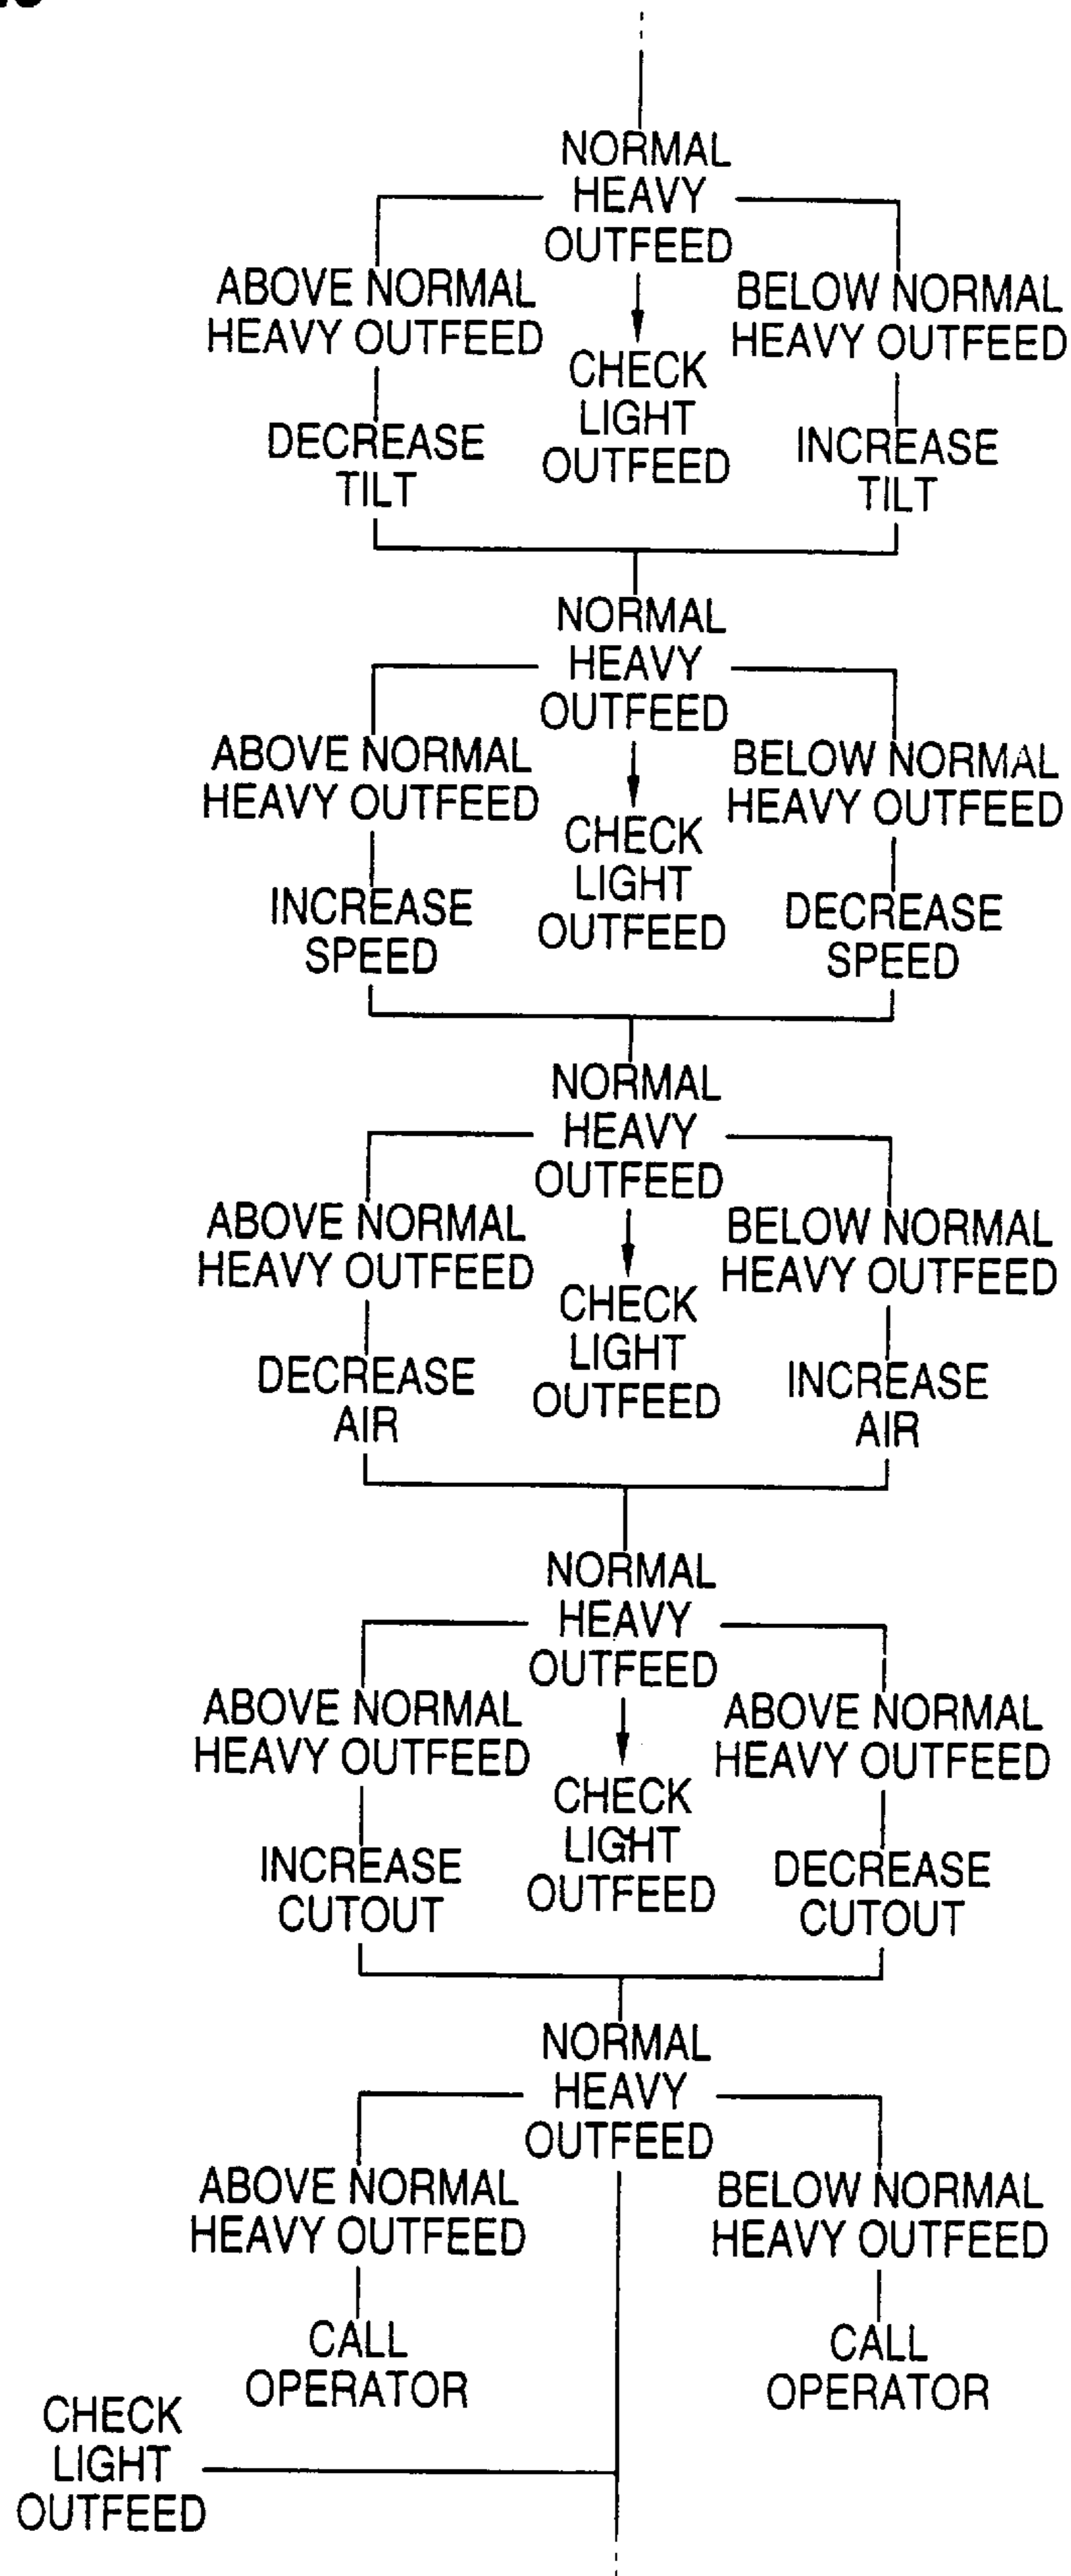 NORMAL
HEAVY
OUTFEED
ABOVE NORMAL
HEAVY OUTFEED
CHECK
LIGHT
OUTFEED
BELOW NORMAL
HEAVY OUTFEED
DECREASE
TILT
INCREASE
TILT
NORMAL
HEAVY
OUTFEED
ABOVE NORMAL
HEAVY OUTFEED
CHECK
LIGHT
OUTFEED
BELOW NORMAL
HEAVY OUTFEED
INCREASE
SPEED
DECREASE
SPEED
NORMAL
HEAVY
OUTFEED
ABOVE NORMAL
HEAVY OUTFEED
CHECK
LIGHT
OUTFEED
BELOW NORMAL
HEAVY OUTFEED
DECREASE
AIR
INCREASE
AIR
NORMAL
HEAVY
OUTFEED
ABOVE NORMAL
HEAVY OUTFEED
CHECK
LIGHT
OUTFEED
ABOVE NORMAL
HEAVY OUTFEED
INCREASE
CUTOUT
DECREASE
CUTOUT
NORMAL
HEAVY
OUTFEED
ABOVE NORMAL
HEAVY OUTFEED
BELOW NORMAL
HEAVY OUTFEED
CALL
OPERATOR
CALL
OPERATOR
CHECK
LIGHT
OUTFEED